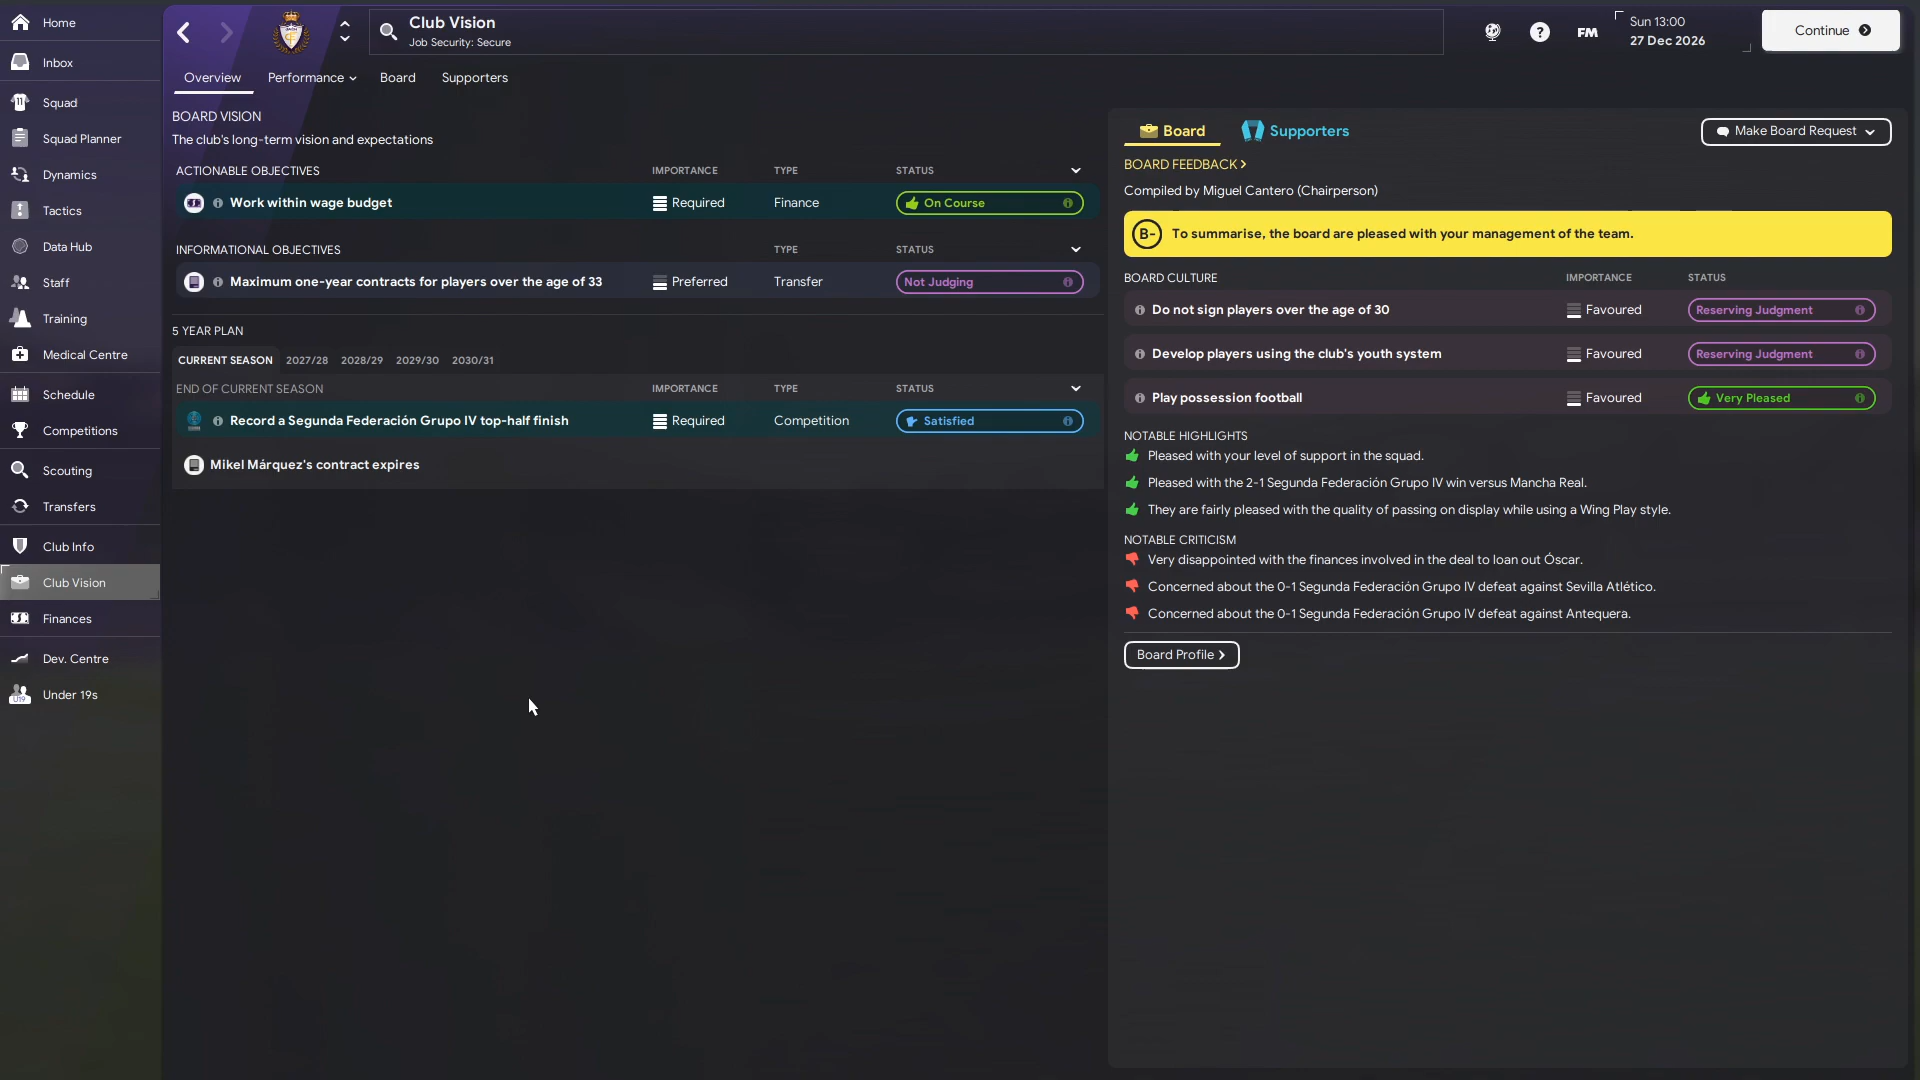 Home
Inbox
Squad
Squad Planner
Dynamics
Tactics
Data Hub
Staff
Training
Medical Centre
Schedule
Competitions
Scouting
Transfers
Club Info
Club Vision
Finances
Dev. Centre
Under 19s
Club Vision
Job Security: Secure
FM
Sun 13:00
27 Dec 2026
Continue
Overview Performance Board Supporters
BOARD VISION
The club's long-term vision and expectations
ACTIONABLE OBJECTIVES IMPORTANCE TYPE STATUS
Work within wage budget Required Finance On Course
INFORMATIONAL OBJECTIVES TYPE STATUS
Maximum one-year contracts for players over the age of 33 Preferred Transfer Not Judging
5 YEAR PLAN
CURRENT SEASON 2027/28 2028/29 2029/30 2030/31
END OF CURRENT SEASON IMPORTANCE TYPE STATUS
Record a Segunda Federación Grupo IV top-half finish Required Competition Satisfied
Mikel Márquez's contract expires
Board Supporters
Make Board Request
BOARD FEEDBACK
Compiled by Miguel Cantero (Chairperson)
B- To summarise, the board are pleased with your management of the team.
BOARD CULTURE IMPORTANCE STATUS
Do not sign players over the age of 30 Favoured Reserving Judgment
Develop players using the club's youth system Favoured Reserving Judgment
Play possession football Favoured Very Pleased
NOTABLE HIGHLIGHTS
Pleased with your level of support in the squad.
Pleased with the 2-1 Segunda Federación Grupo IV win versus Mancha Real.
They are fairly pleased with the quality of passing on display while using a Wing Play style.
NOTABLE CRITICISM
Very disappointed with the finances involved in the deal to loan out Óscar.
Concerned about the 0-1 Segunda Federación Grupo IV defeat against Sevilla Atlético.
Concerned about the 0-1 Segunda Federación Grupo IV defeat against Antequera.
Board Profile